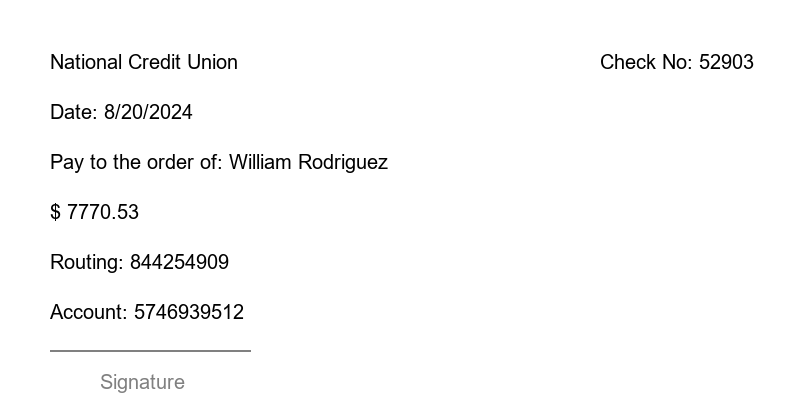 National Credit Union Check No: 52903
Date: 8/20/2024
Pay to the order of: William Rodriguez
$ 7770.53
Routing: 844254909
Account: 5746939512
Signature